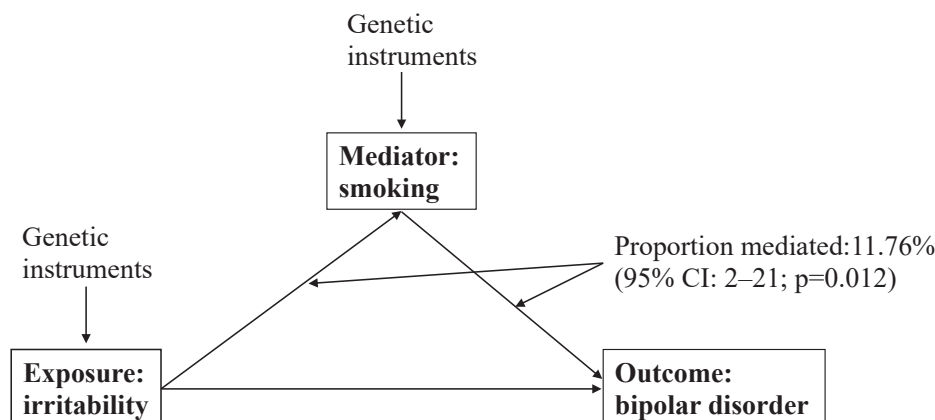 Genetic
instruments
Mediator:
smoking
Genetic
instruments
Proportion mediated:11.76%
(95% CI: 2–21; p=0.012)
Exposure:
irritability
Outcome:
bipolar disorder